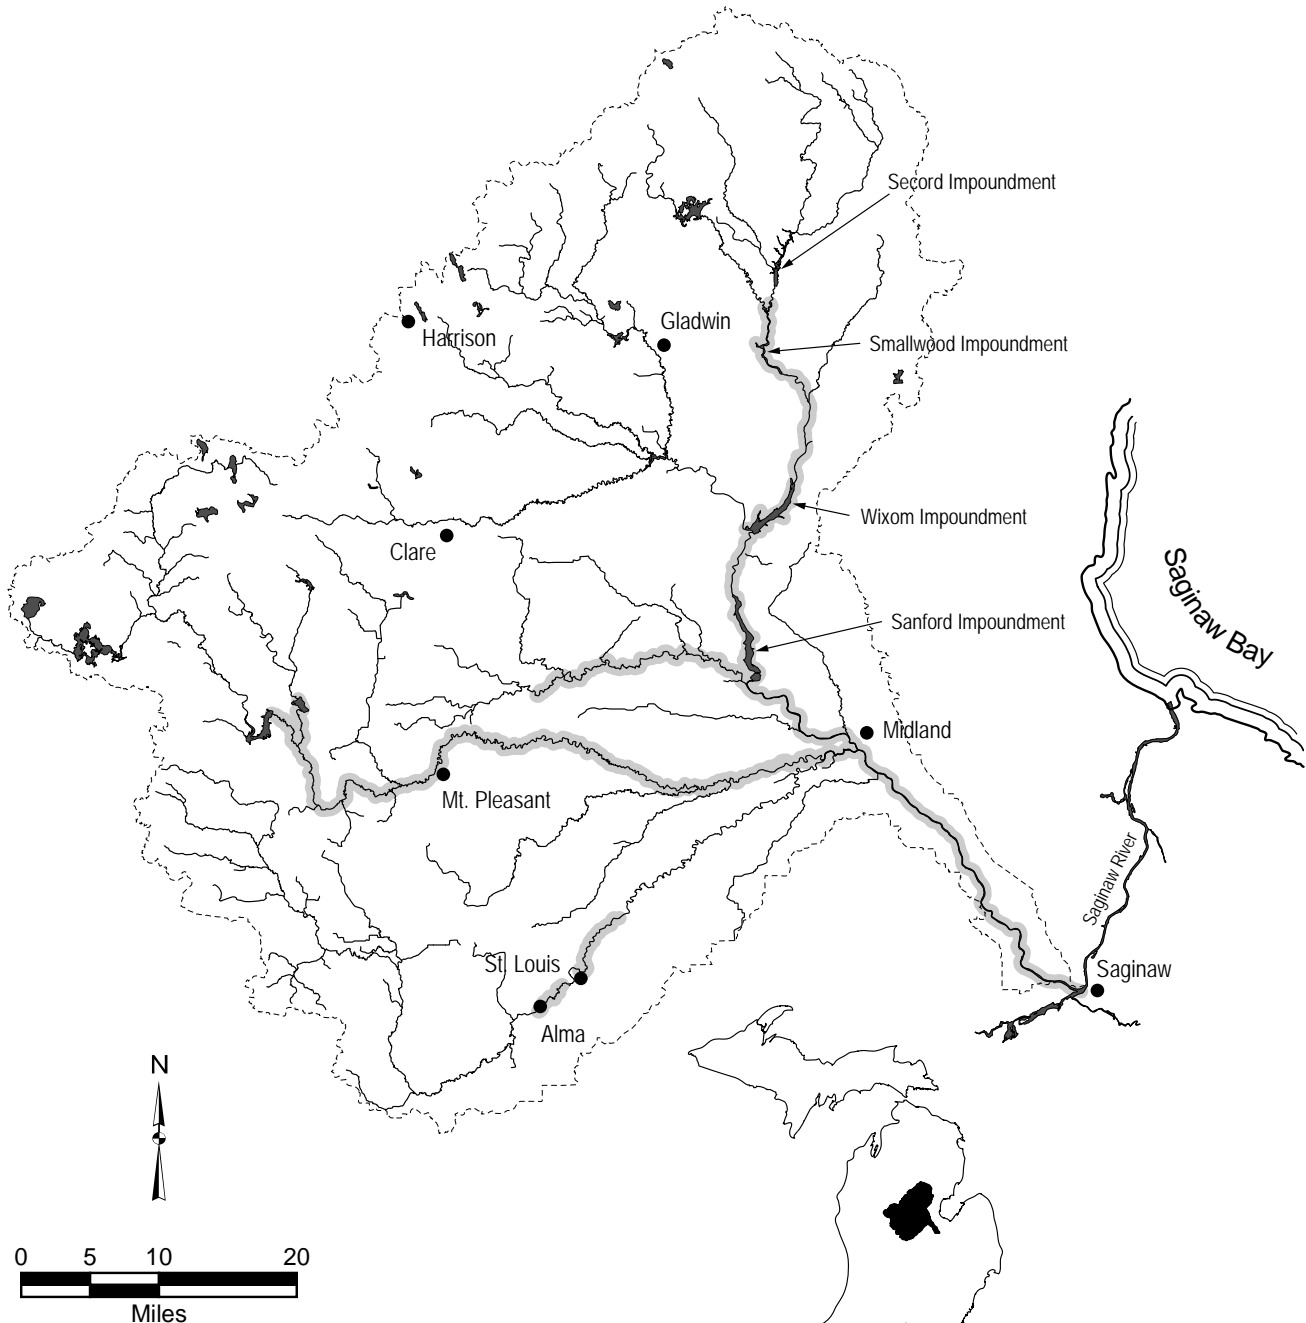 Secord Impoundment
Gladwin
Harrison
Smallwood Impoundment
Wixom Impoundment
Clare
Saginaw Bay
Sanford Impoundment
Midland
Mt. Pleasant
Saginaw River
St. Louis
Saginaw
Alma
N
0 5 10 20
Miles